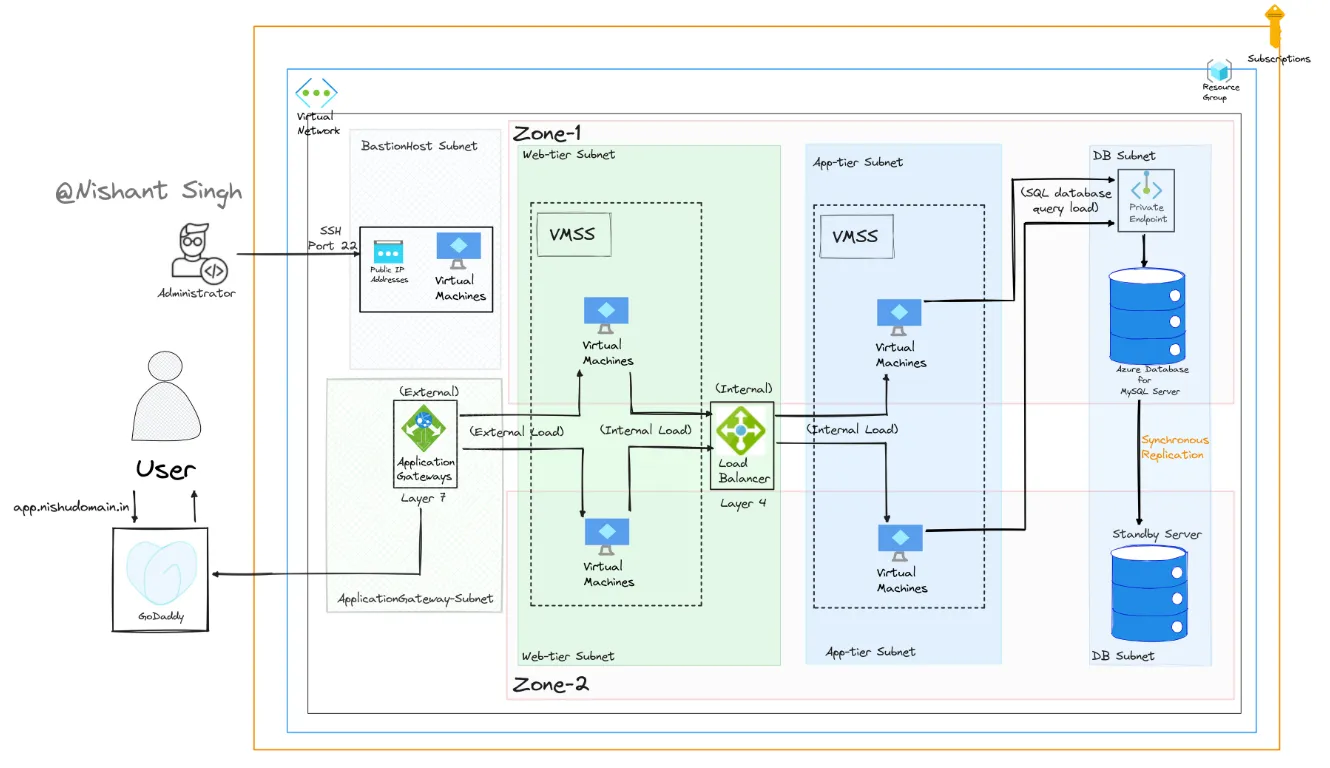 Subscriptions
Resource
Group
Virtual
Network
Zone-1
BastionHost Subnet
Web-tier Subnet
App-tier Subnet
DB Subnet
@Nishant Singh
SSH
Port 22
Public IP
Addresses
Virtual
Machines
Administrator
VMSS
VMSS
(SQL database
query load)
Private
Endpoint
Virtual
Machines
Virtual
Machines
Azure Database
for
MySQL Server
(External)
Application
Gateways
Layer 7
(External Load)
(Internal Load)
(Internal)
Load
Balancer
Layer 4
(Internal Load)
Synchronous
Replication
User
app.nishudomain.in
GoDaddy
Virtual
Machines
Virtual
Machines
Standby Server
ApplicationGateway-Subnet
Web-tier Subnet
App-tier Subnet
DB Subnet
Zone-2